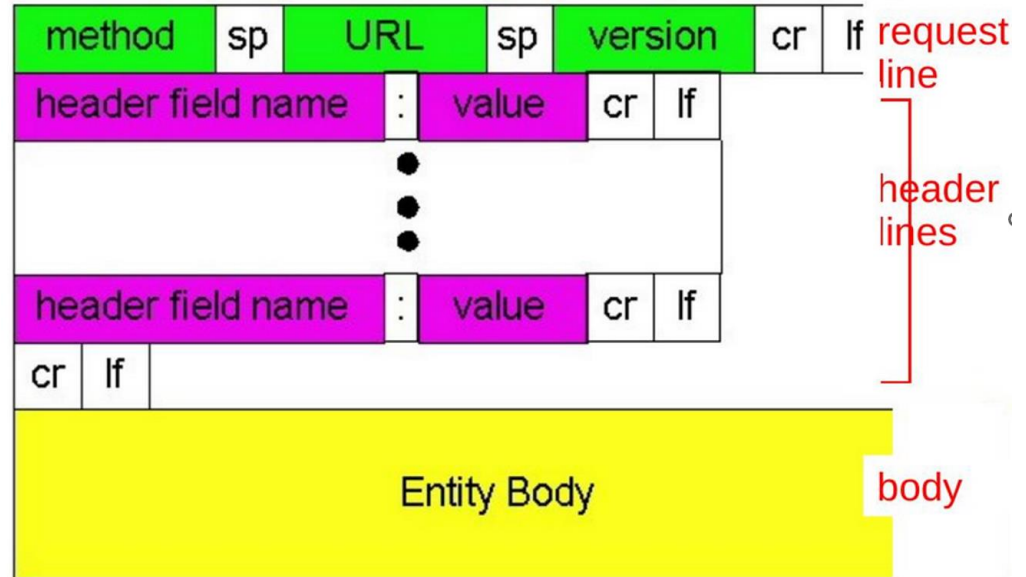 method sp URL sp version cr lf
request
line
header field name : value cr lf
header
lines
header field name : value cr lf
cr lf
Entity Body
body